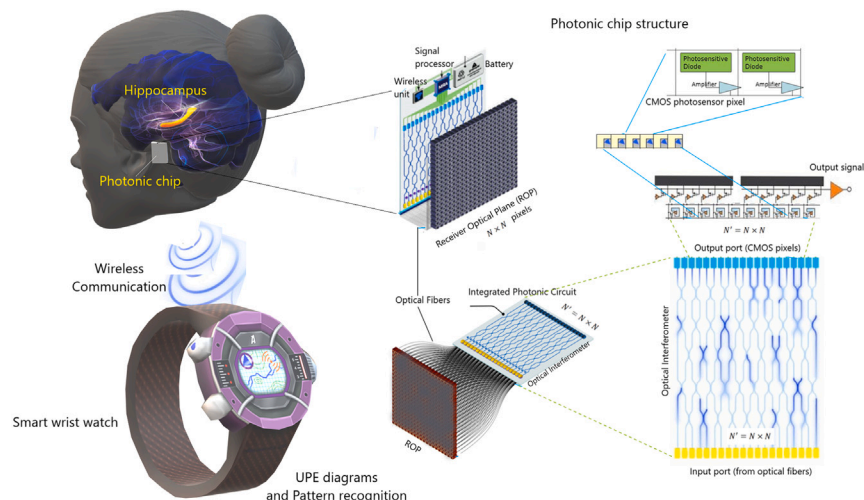 Photonic chip structure
Hippocampus
Photonic chip
Signal
processor
Battery
Wireless
unit
Receiver Optical Plane (ROP)
N × N pixels
Photosensitive
Diode
Photosensitive
Diode
Amplifier
Amplifier
CMOS photosensor pixel
Output signal
N' = N × N
Output port (CMOS pixels)
Wireless
Communication
Optical Fibers
Integrated Photonic Circuit
N' = N × N
Optical Interferometer
ROP
Optical Interferometer
N' = N × N
Input port (from optical fibers)
A
Smart wrist watch
UPE diagrams
and Pattern recognition